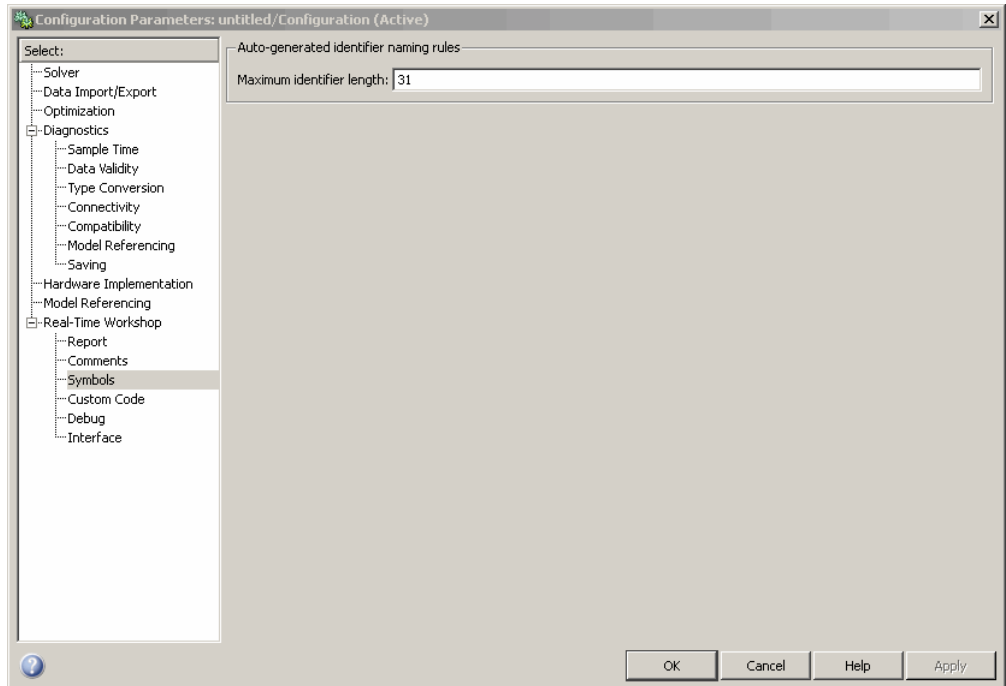 Configuration Parameters: untitled/Configuration (Active)
Select:
Solver
Data Import/Export
Optimization
Diagnostics
Sample Time
Data Validity
Type Conversion
Connectivity
Compatibility
Model Referencing
Saving
Hardware Implementation
Model Referencing
Real-Time Workshop
Report
Comments
Symbols
Custom Code
Debug
Interface
Auto-generated identifier naming rules
Maximum identifier length: 31
OK Cancel Help Apply